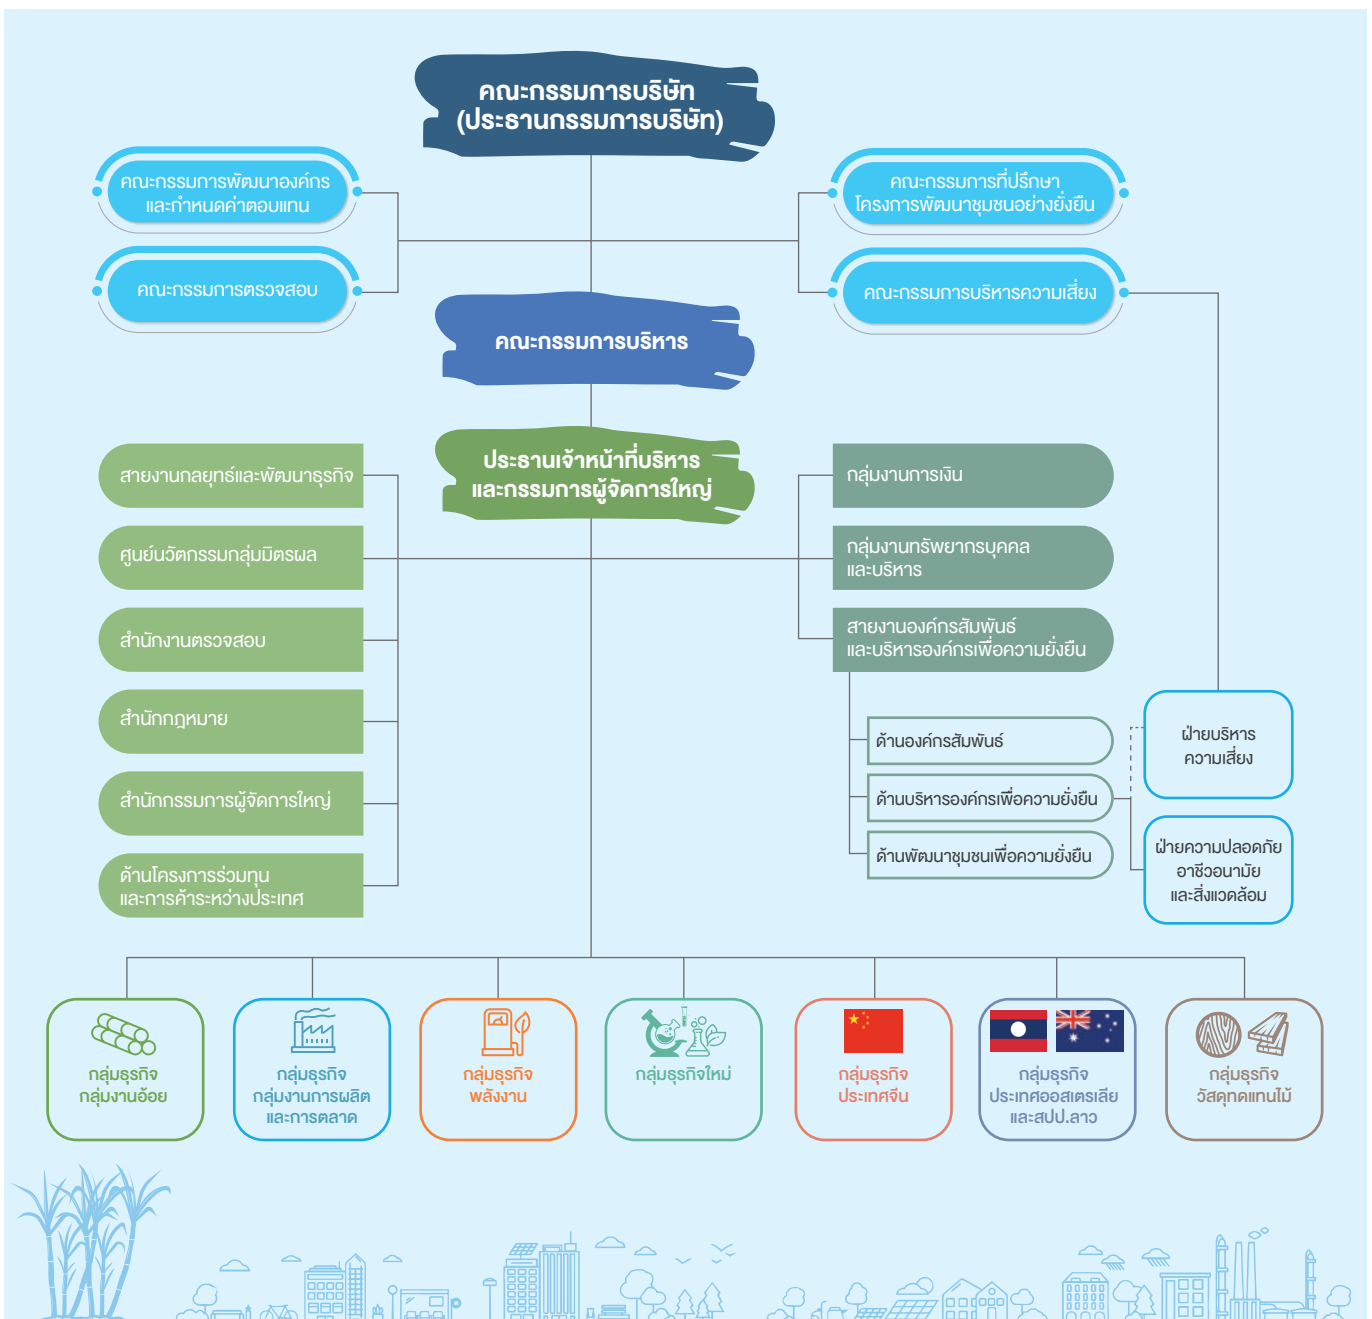 คณะกรรมการบริษัท
(ประธานกรรมการบริษัท)
คณะกรรมการพัฒนาองค์กร
และกำหนดค่าตอบแทน
คณะกรรมการที่ปรึกษา
โครงการพัฒนาชุมชนอย่างยั่งยืน
คณะกรรมการตรวจสอบ
คณะกรรมการบริหารความเสี่ยง
คณะกรรมการบริหาร
ประธานเจ้าหน้าที่บริหาร
และกรรมการผู้จัดการใหญ่
สายงานกลยุทธ์และพัฒนาธุรกิจ
ศูนย์นวัตกรรมกลุ่มมิตรผล
สำนักงานตรวจสอบ
สำนักกฎหมาย
สำนักกรรมการผู้จัดการใหญ่
ด้านโครงการร่วมทุน
และการค้าระหว่างประเทศ
กลุ่มงานการเงิน
กลุ่มงานทรัพยากรบุคคล
และบริหาร
สายงานองค์กรสัมพันธ์
และบริหารองค์กรเพื่อความยั่งยืน
ด้านองค์กรสัมพันธ์
ด้านบริหารองค์กรเพื่อความยั่งยืน
ด้านพัฒนาชุมชนเพื่อความยั่งยืน
ฝ่ายบริหาร
ความเสี่ยง
ฝ่ายความปลอดภัย
อาชีวอนามัย
และสิ่งแวดล้อม
กลุ่มธุรกิจ
กลุ่มงานอ้อย
กลุ่มธุรกิจ
กลุ่มงานการผลิต
และการตลาด
กลุ่มธุรกิจ
พลังงาน
กลุ่มธุรกิจใหม่
กลุ่มธุรกิจ
ประเทศจีน
กลุ่มธุรกิจ
ประเทศออสเตรเลีย
และสปป.ลาว
กลุ่มธุรกิจ
วัสดุทดแทนไม้